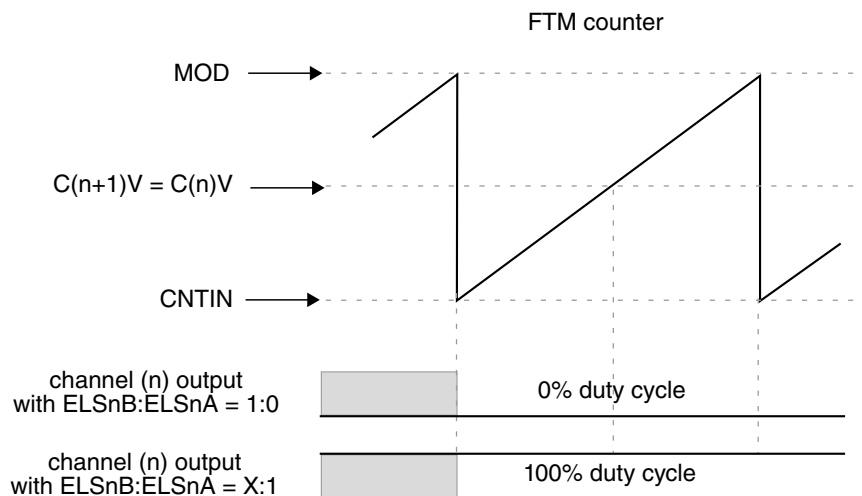 FTM counter
MOD
C(n+1)V = C(n)V
CNTIN
channel (n) output
with ELSnB:ELSnA = 1:0
0% duty cycle
channel (n) output
with ELSnB:ELSnA = X:1
100% duty cycle